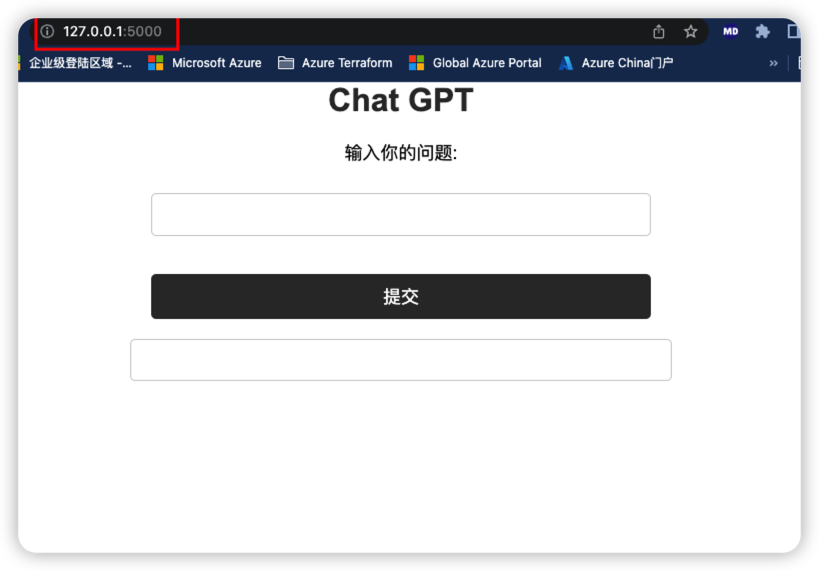 127.0.0.1:5000
MD
企业级登陆区域 -... Microsoft Azure Azure Terraform Global Azure Portal Azure China门户 »
Chat GPT
输入你的问题:
提交